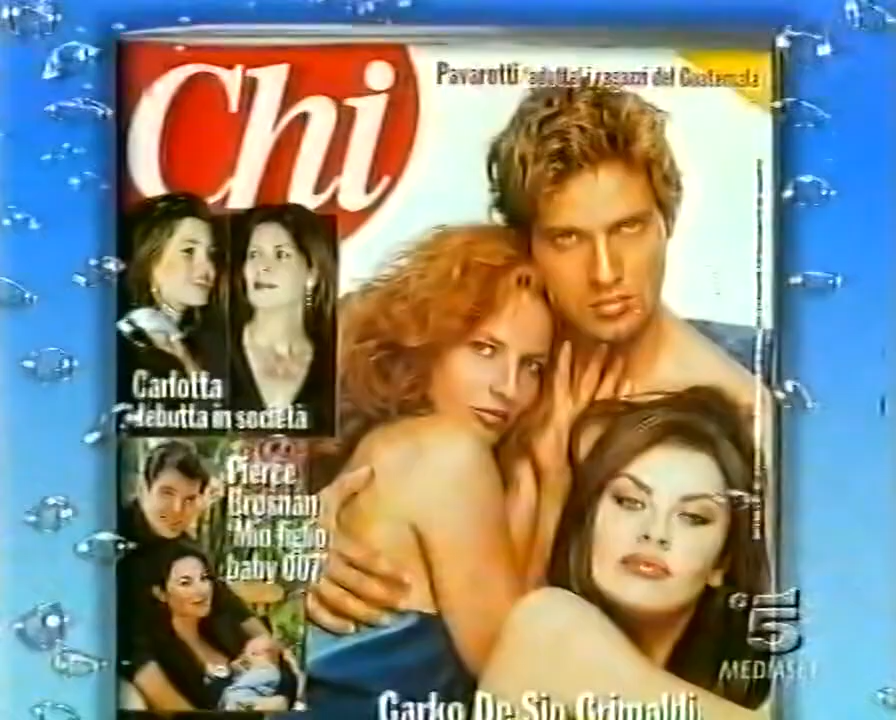 Chi
Pavarotti "adotta" i ragazzi del Guatemala
Carlotta
debutta in società
Pierce
Brosnan
"Mio figlio
baby 007"
Garko De Sio Grimaldi
5
MEDIASET